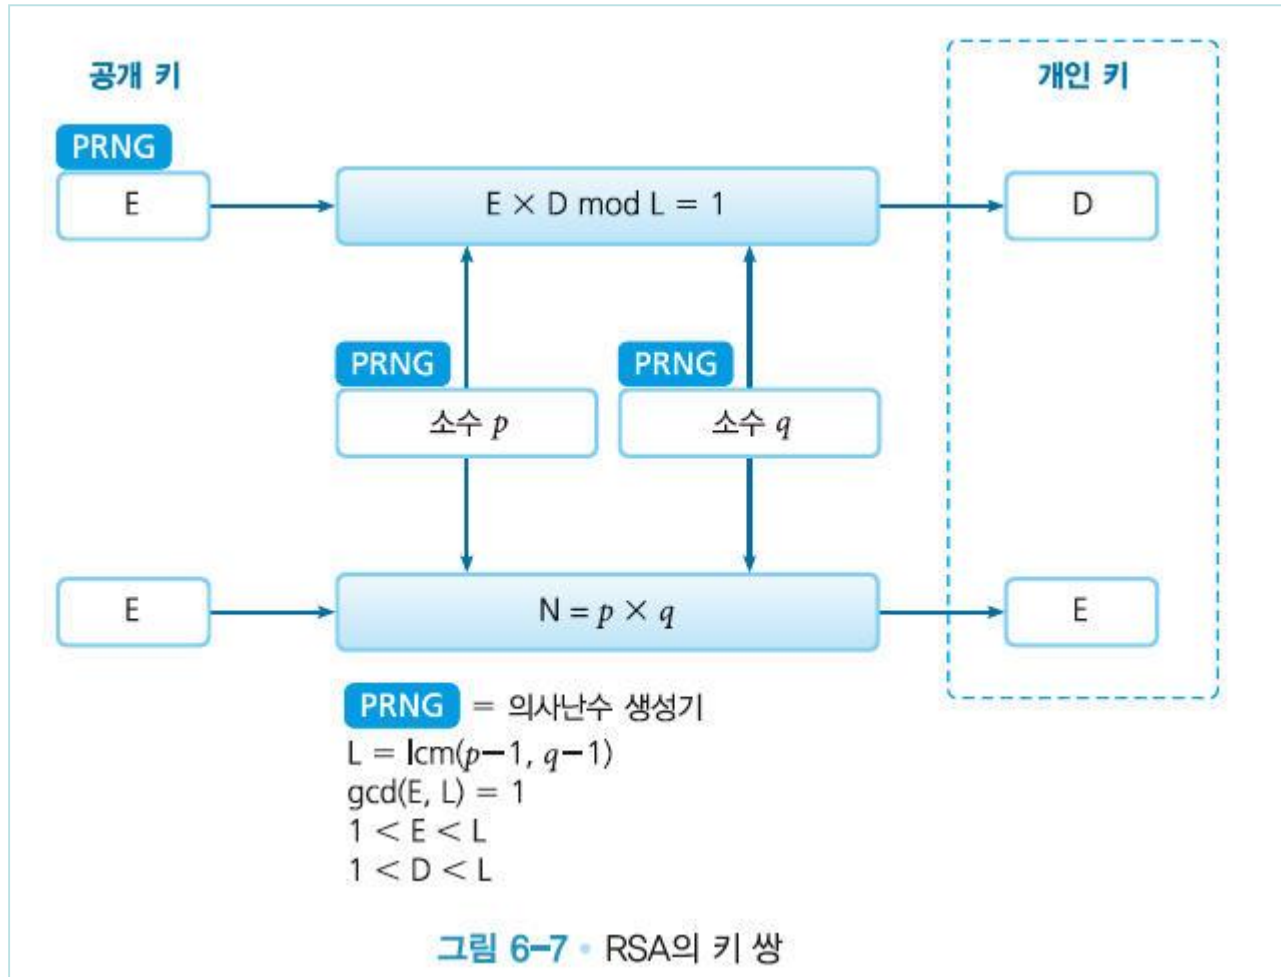 공개 키
개인 키
PRNG
E
E × D mod L = 1
D
PRNG
PRNG
소수 p
소수 q
E
N = p × q
E
PRNG = 의사난수 생성기
L = lcm(p−1, q−1)
gcd(E, L) = 1
1 < E < L
1 < D < L
그림 6-7 • RSA의 키 쌍